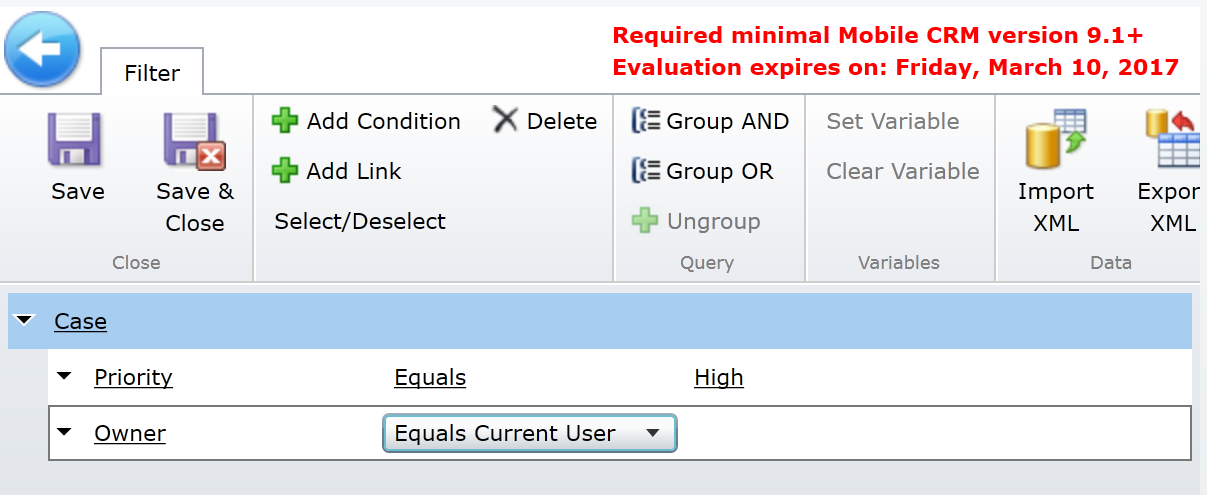 Required minimal Mobile CRM version 9.1+
Evaluation expires on: Friday, March 10, 2017
Filter
Save
Save &
Close
Close
Add Condition
Delete
Add Link
Select/Deselect
Group AND
Group OR
Ungroup
Query
Set Variable
Clear Variable
Variables
Import
XML
Expor
XML
Data
Case
Priority Equals High
Owner Equals Current User